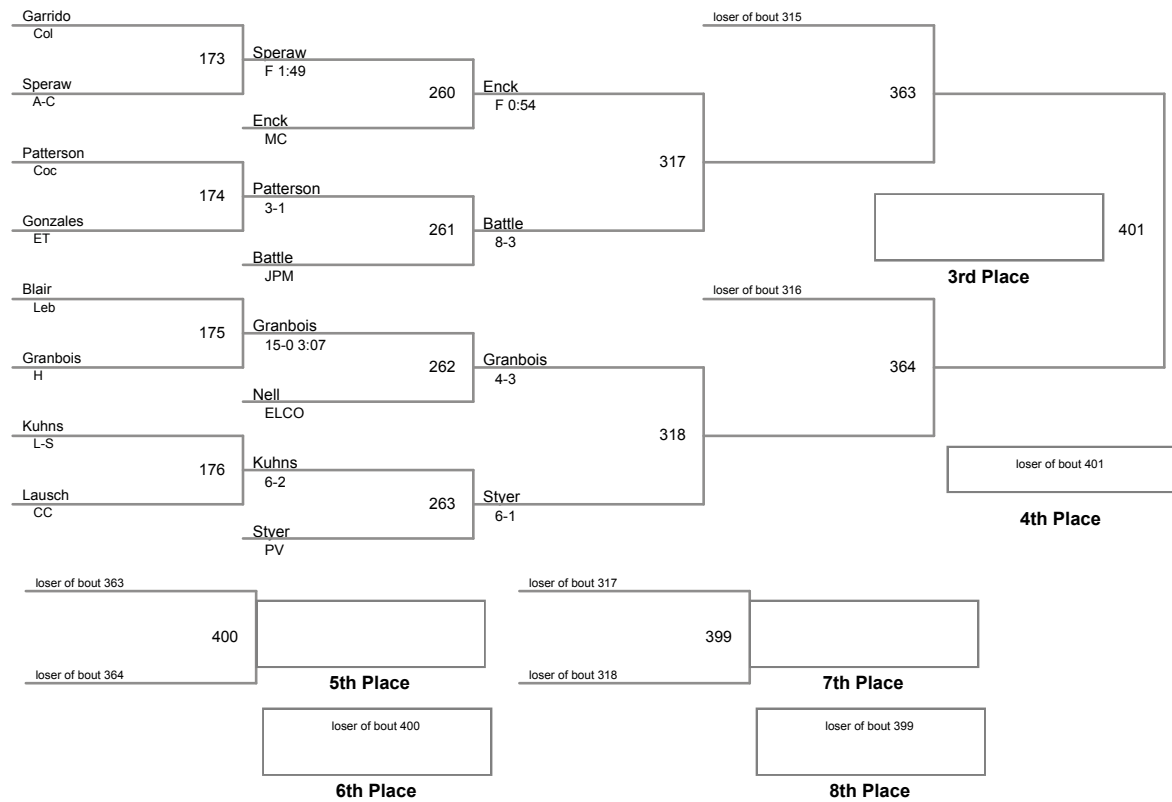 Garrido
Col
173
Speraw
A-C
Speraw
F 1:49
260
Enck
MC
Enck
F 0:54
Patterson
Coc
174
Gonzales
ET
Patterson
3-1
261
Battle
JPM
Battle
8-3
317
loser of bout 315
363
Blair
Leb
175
Granbois
H
Granbois
15-0 3:07
262
Nell
ELCO
Granbois
4-3
Kuhns
L-S
176
Lausch
CC
Kuhns
6-2
263
Styer
PV
Styer
6-1
318
loser of bout 316
364
401
3rd Place
loser of bout 401
4th Place
loser of bout 363
400
loser of bout 364
5th Place
loser of bout 400
6th Place
loser of bout 317
399
loser of bout 318
7th Place
loser of bout 399
8th Place